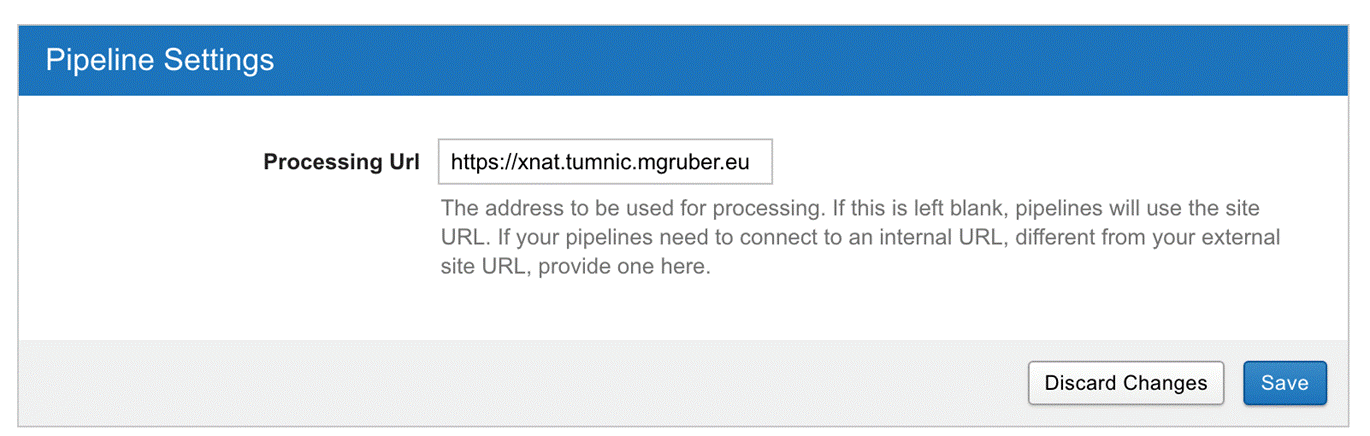 Pipeline Settings
Processing Url
https://xnat.tumnic.mgruber.eu
The address to be used for processing. If this is left blank, pipelines will use the site
URL. If your pipelines need to connect to an internal URL, different from your external
site URL, provide one here.
Discard Changes
Save